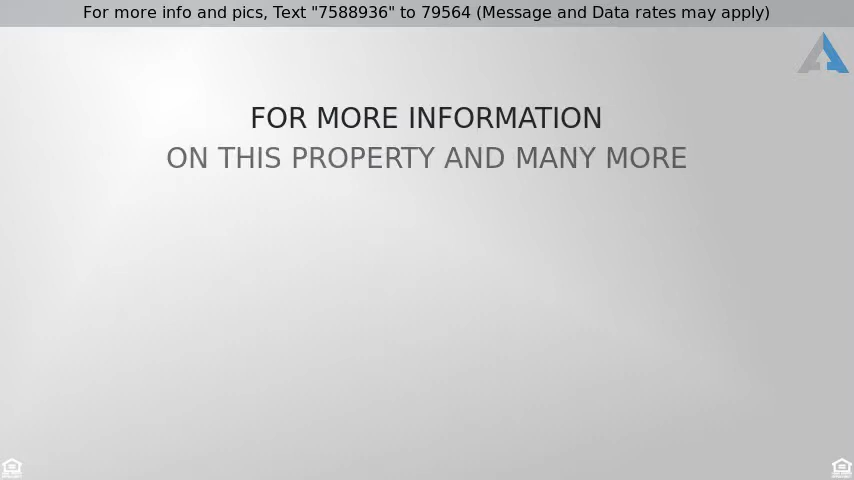 For more info and pics, Text "7588936" to 79564 (Message and Data rates may apply)
FOR MORE INFORMATION
ON THIS PROPERTY AND MANY MORE